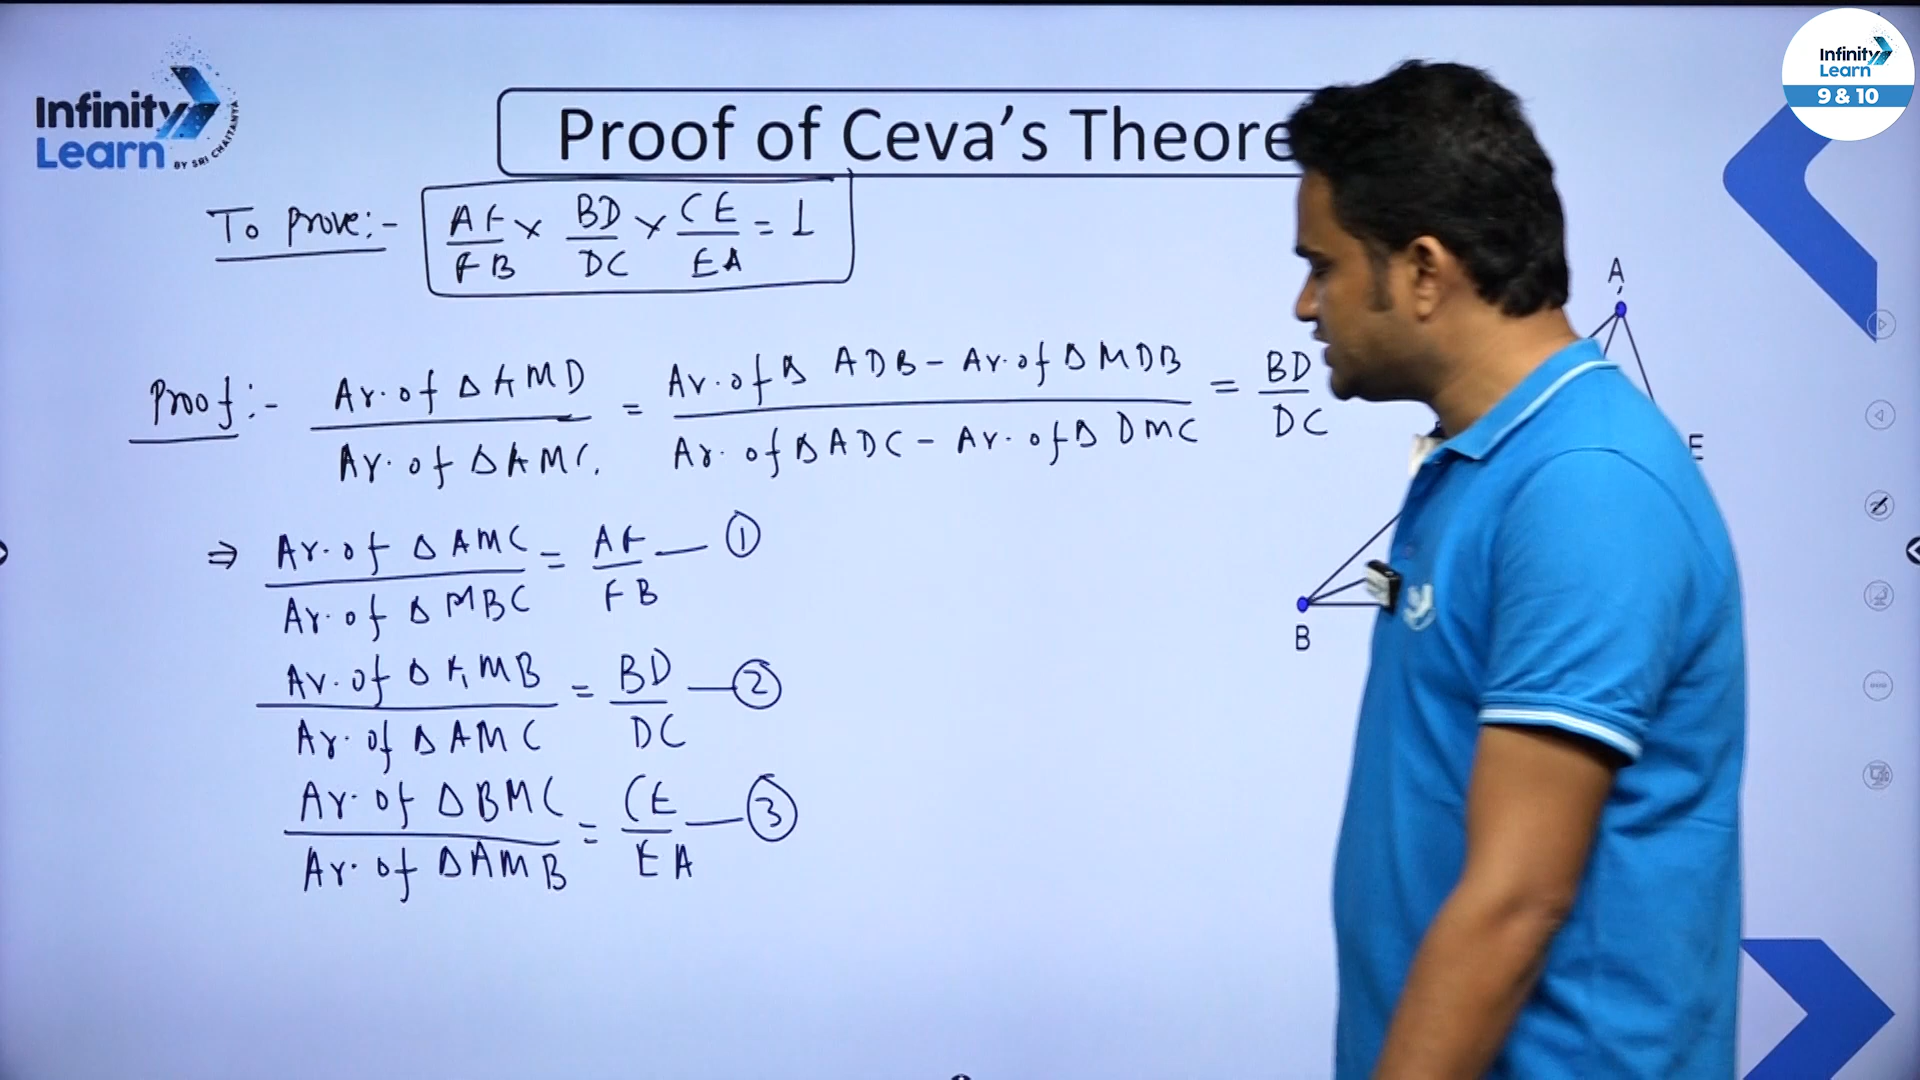 Infinity
Learn
BY SRI CHAITANYA
Infinity
Learn
9 & 10
Proof of Ceva's Theore
To prove:- AF/FB × BD/DC × CE/EA = 1
Proof:- Ar. of Δ AMD / Ar. of Δ AMC. = Ar. of Δ ADB - Ar. of Δ MDB / Ar. of Δ ADC - Ar. of Δ DMC = BD/DC
⇒ Ar. of Δ AMC / Ar. of Δ MBC = AF/FB — ①
Ar. of Δ AMB / Ar. of Δ AMC = BD/DC — ②
Ar. of Δ BMC / Ar. of Δ AMB = CE/EA — ③
A
E
B